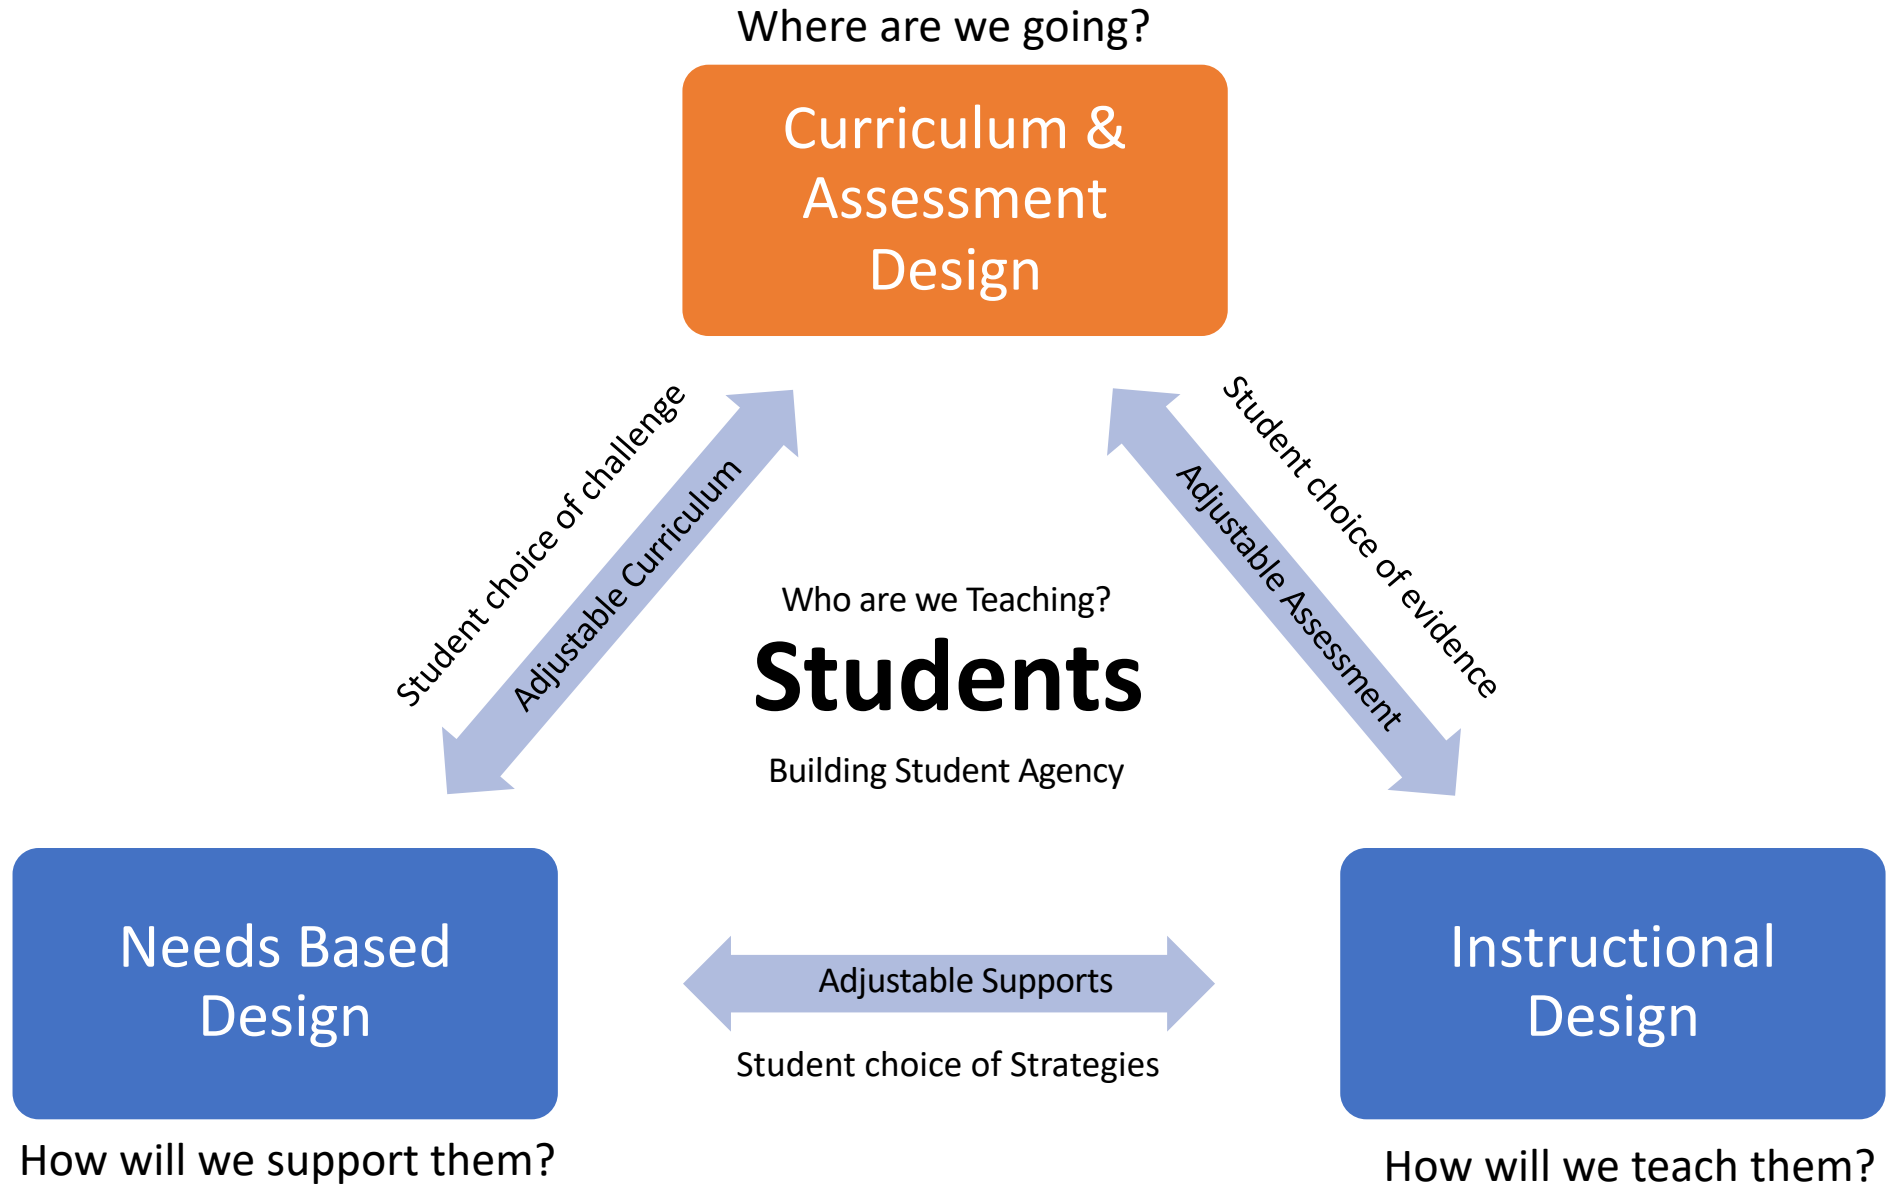 Where are we going?
Curriculum &
Assessment
Design
Student choice of challenge
Adjustable Curriculum
Student choice of evidence
Adjustable Assessment
Who are we Teaching?
Students
Building Student Agency
Needs Based
Design
Adjustable Supports
Student choice of Strategies
Instructional
Design
How will we support them?
How will we teach them?